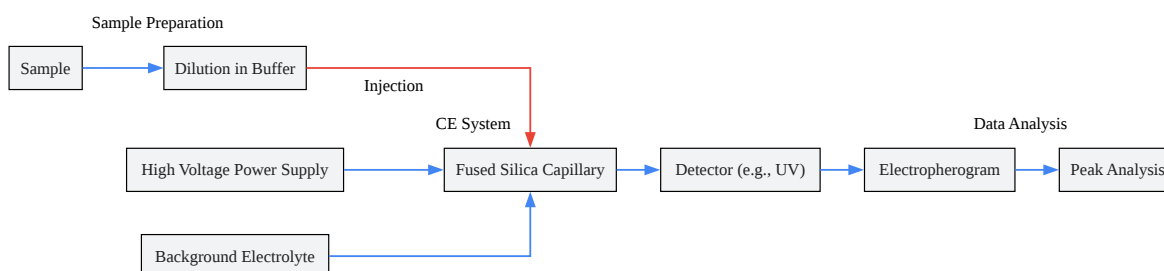 Sample Preparation
Sample
Dilution in Buffer
Injection
CE System
Data Analysis
High Voltage Power Supply
Fused Silica Capillary
Detector (e.g., UV)
Electropherogram
Peak Analysis
Background Electrolyte